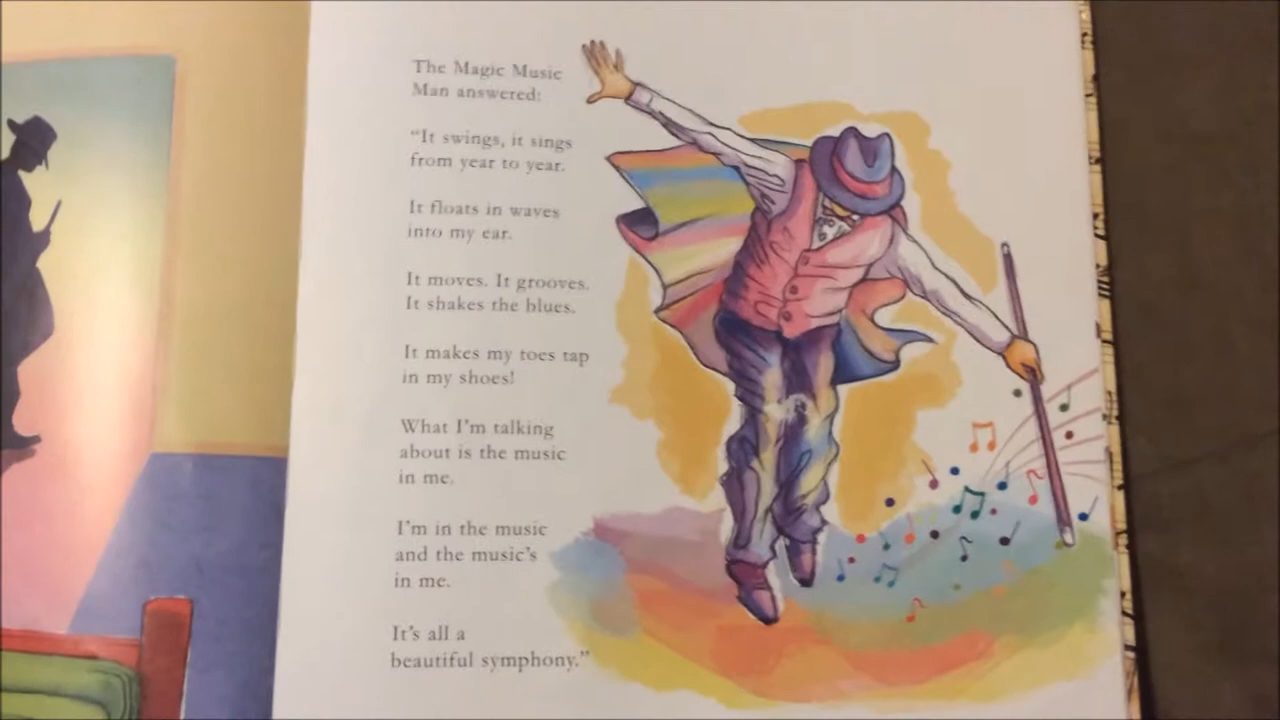 The Magic Music
Man answered:
“It swings, it sings
from year to year.
It floats in waves
into my ear.
It moves. It grooves.
It shakes the blues.
It makes my toes tap
in my shoes!
What I’m talking
about is the music
in me.
I’m in the music
and the music’s
in me.
It’s all a
beautiful symphony.”